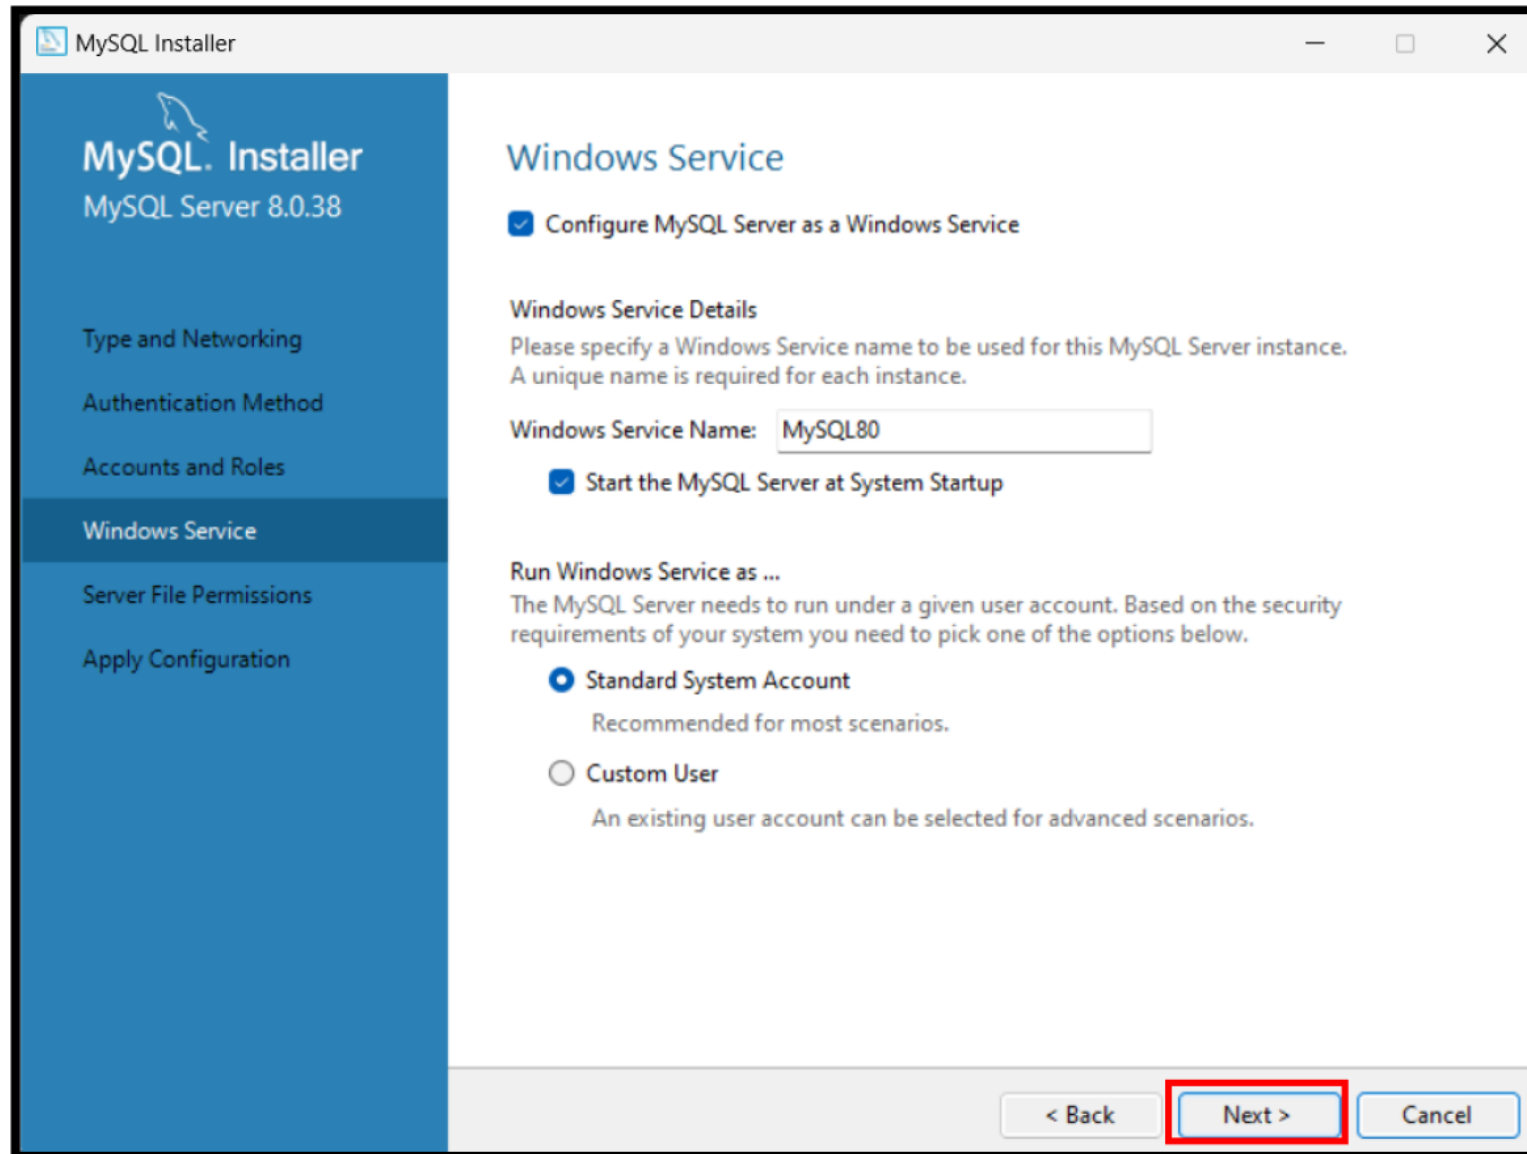 MySQL Installer
MySQL. Installer
MySQL Server 8.0.38
Type and Networking
Authentication Method
Accounts and Roles
Windows Service
Server File Permissions
Apply Configuration
Windows Service
Configure MySQL Server as a Windows Service
Windows Service Details
Please specify a Windows Service name to be used for this MySQL Server instance.
A unique name is required for each instance.
Windows Service Name: MySQL80
Start the MySQL Server at System Startup
Run Windows Service as ...
The MySQL Server needs to run under a given user account. Based on the security
requirements of your system you need to pick one of the options below.
Standard System Account
Recommended for most scenarios.
Custom User
An existing user account can be selected for advanced scenarios.
< Back Next > Cancel